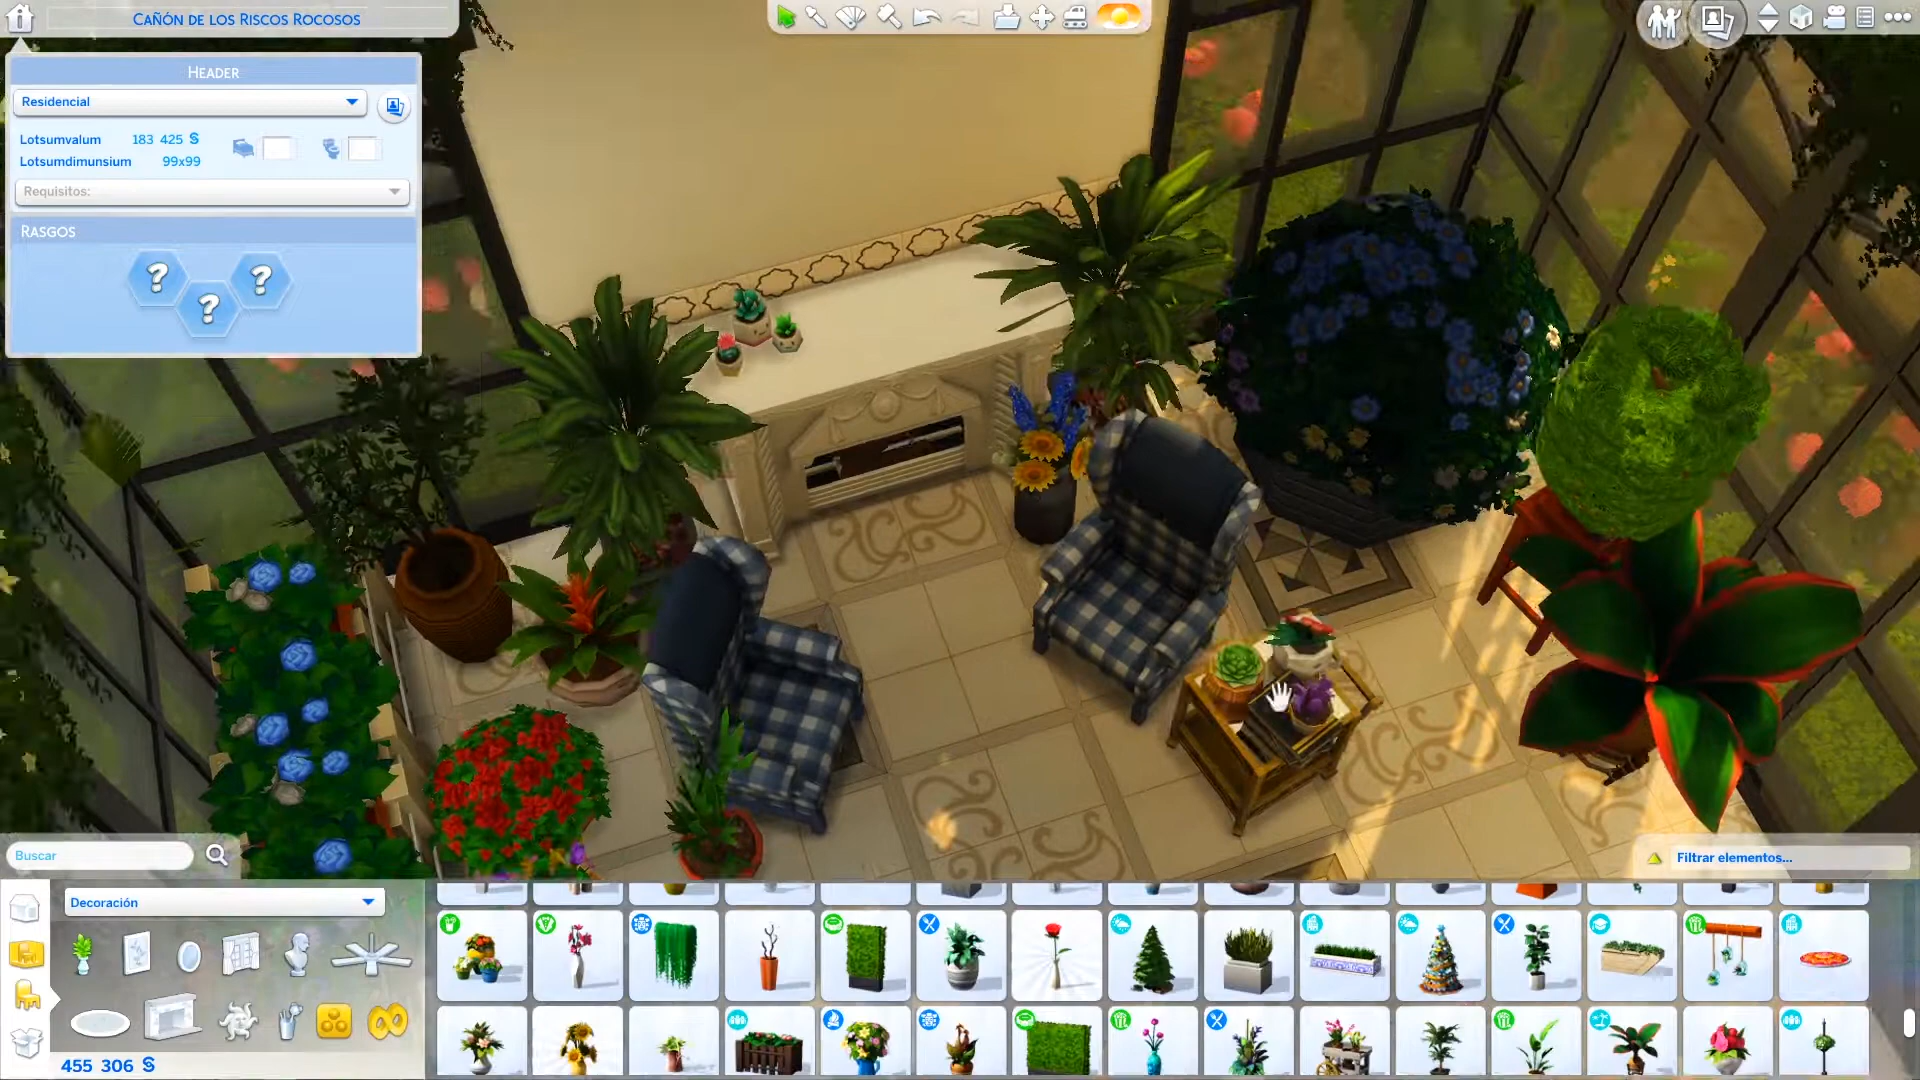 Cañón de los Riscos Rocosos
Header
Residencial
Lotsumvalum 183 425 S
Lotsumdimunsium 99x99
Requisitos:
Rasgos
Buscar
Filtrar elementos...
Decoración
455 306 S